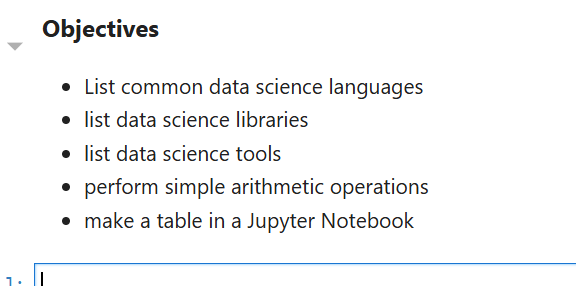 Objectives
• List common data science languages
• list data science libraries
• list data science tools
• perform simple arithmetic operations
• make a table in a Jupyter Notebook